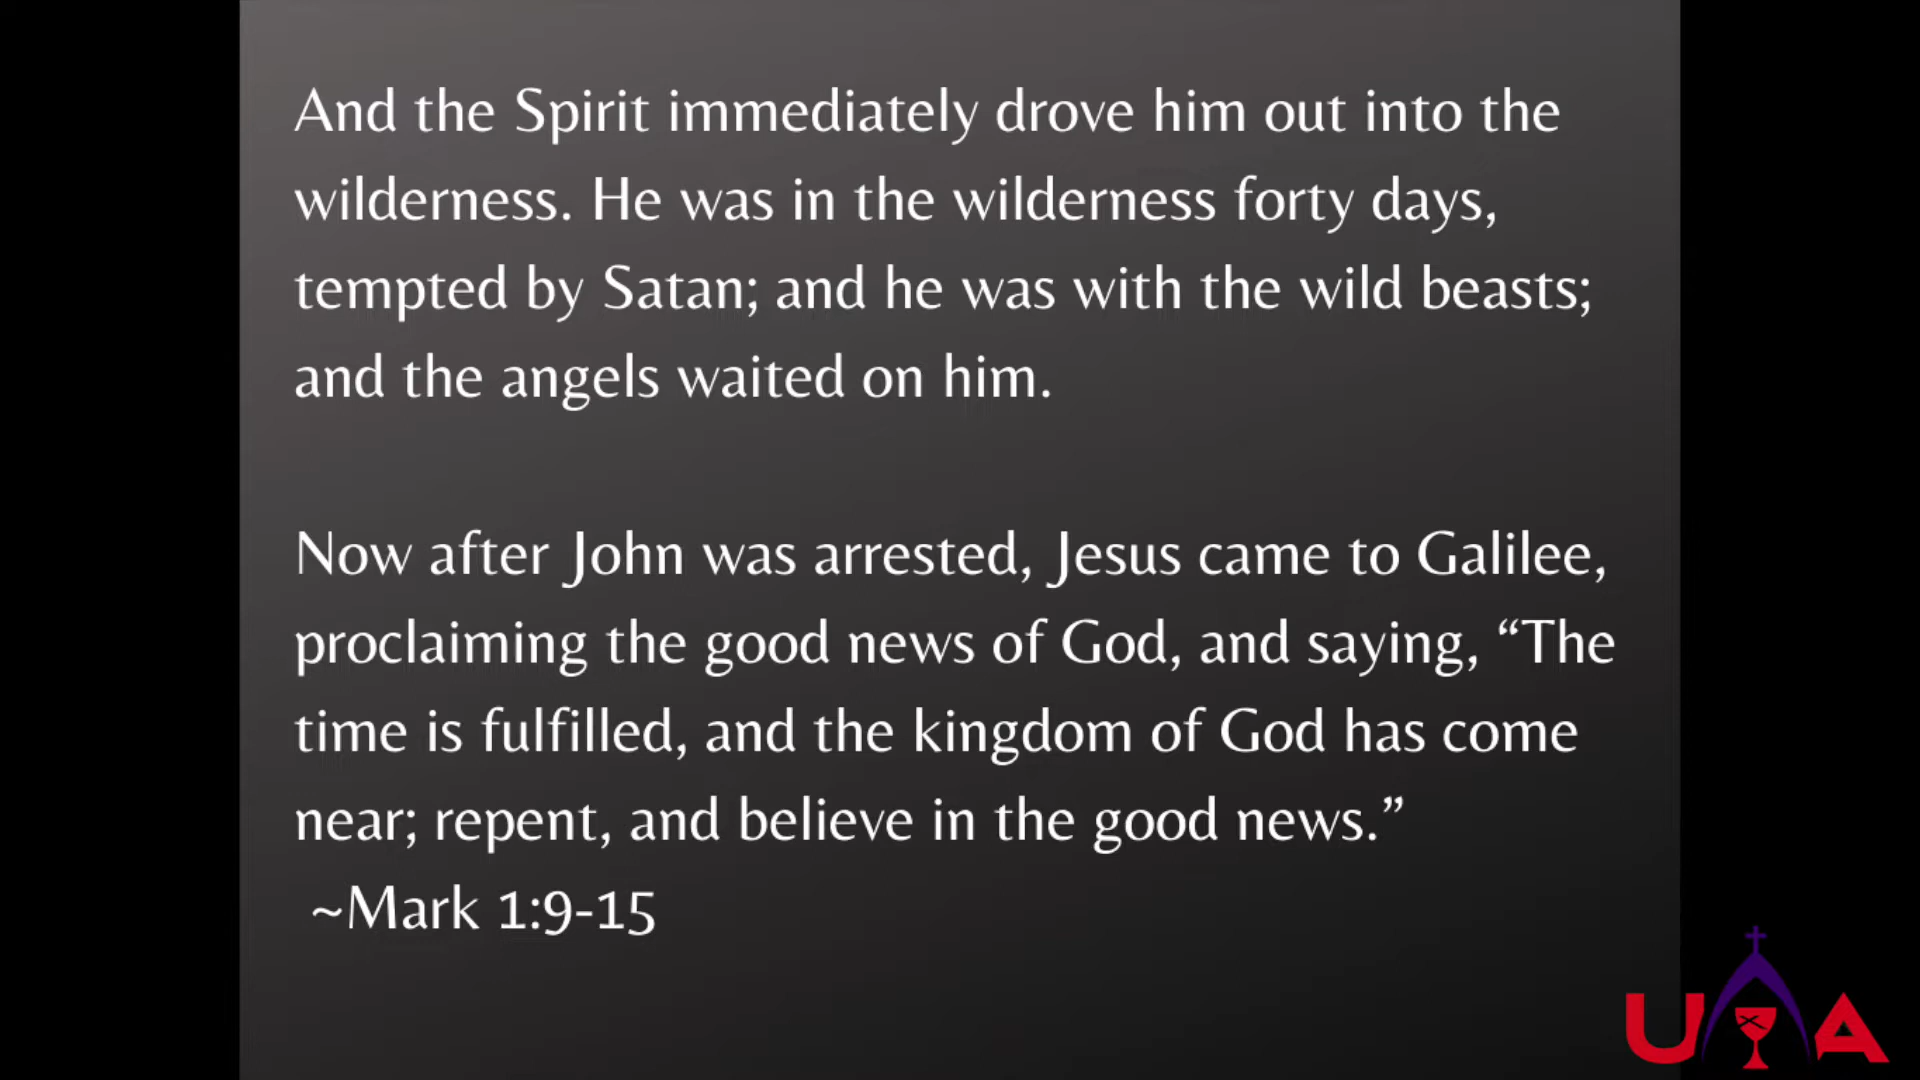 And the Spirit immediately drove him out into the
wilderness. He was in the wilderness forty days,
tempted by Satan; and he was with the wild beasts;
and the angels waited on him.
Now after John was arrested, Jesus came to Galilee,
proclaiming the good news of God, and saying, “The
time is fulfilled, and the kingdom of God has come
near; repent, and believe in the good news.”
~Mark 1:9-15
U A